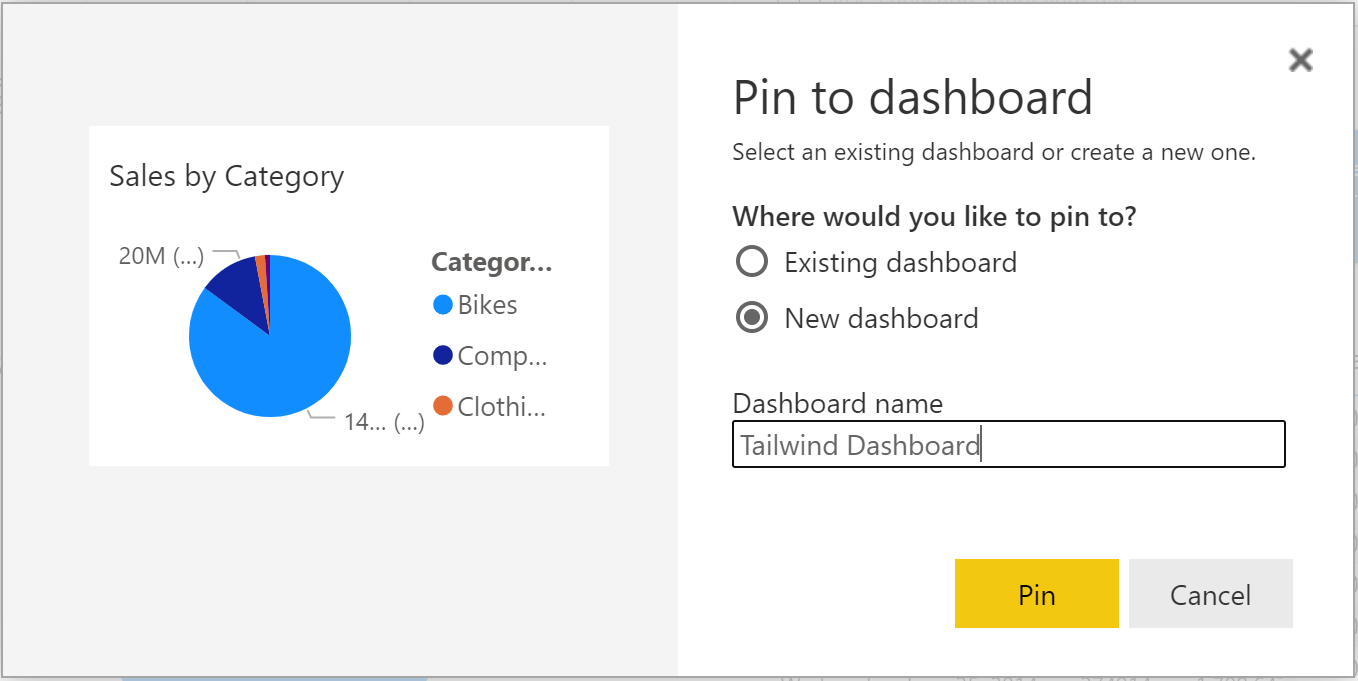 Sales by Category
20M (...)
14... (...)
Categor...
Bikes
Comp...
Clothi...
Pin to dashboard
Select an existing dashboard or create a new one.
Where would you like to pin to?
Existing dashboard
New dashboard
Dashboard name
Tailwind Dashboard
Pin
Cancel